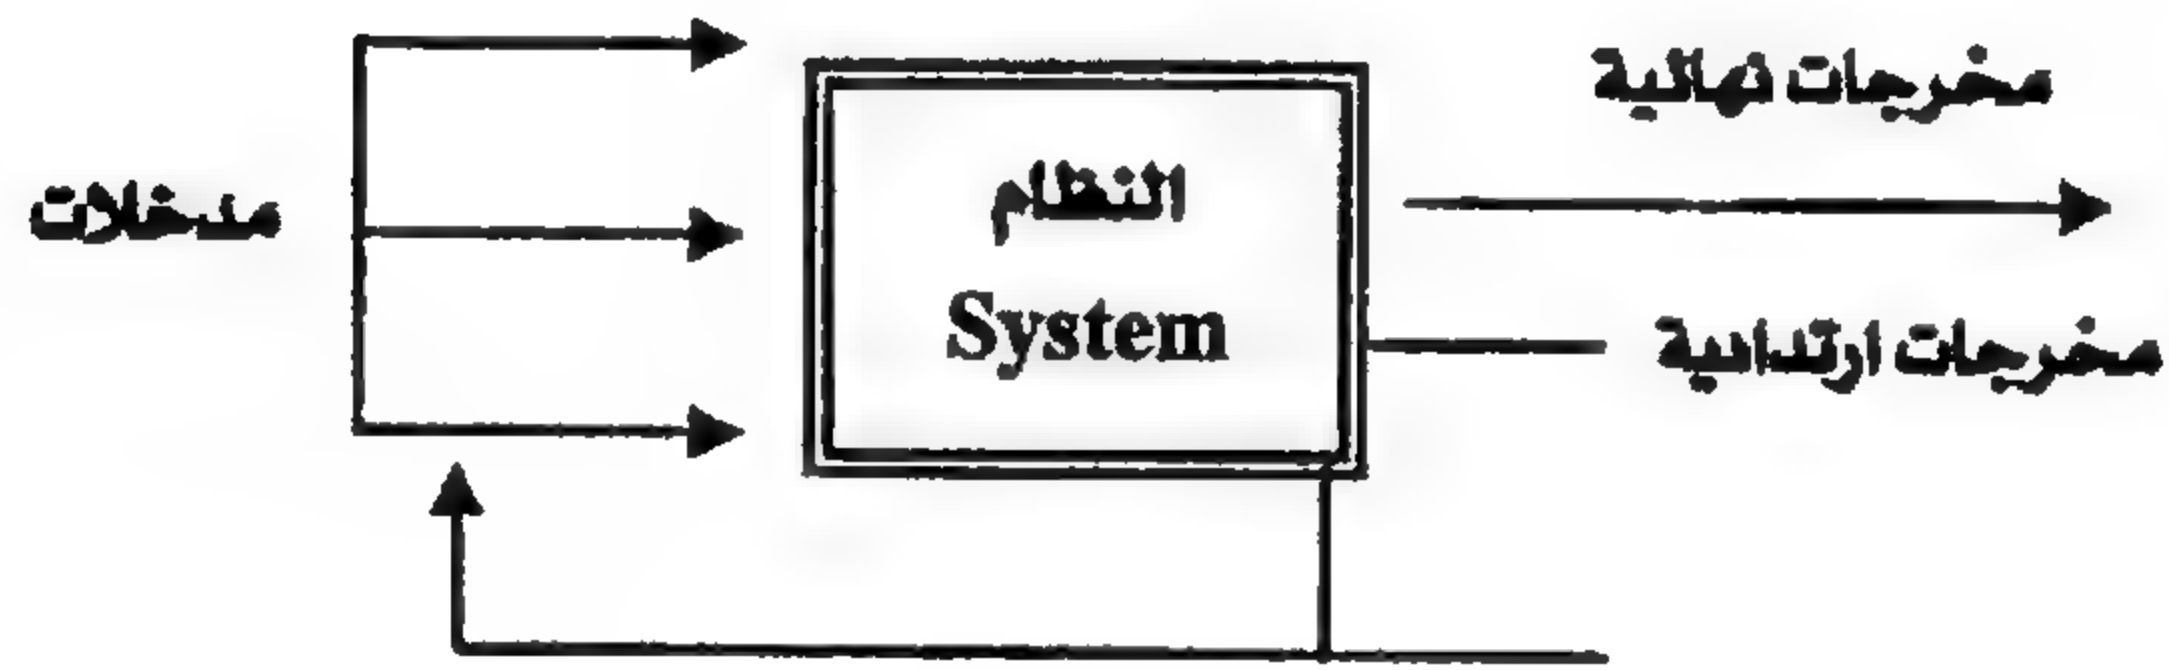 مخرجات نهائية
مدخلات
النظام
System
مخرجات ارتدادية